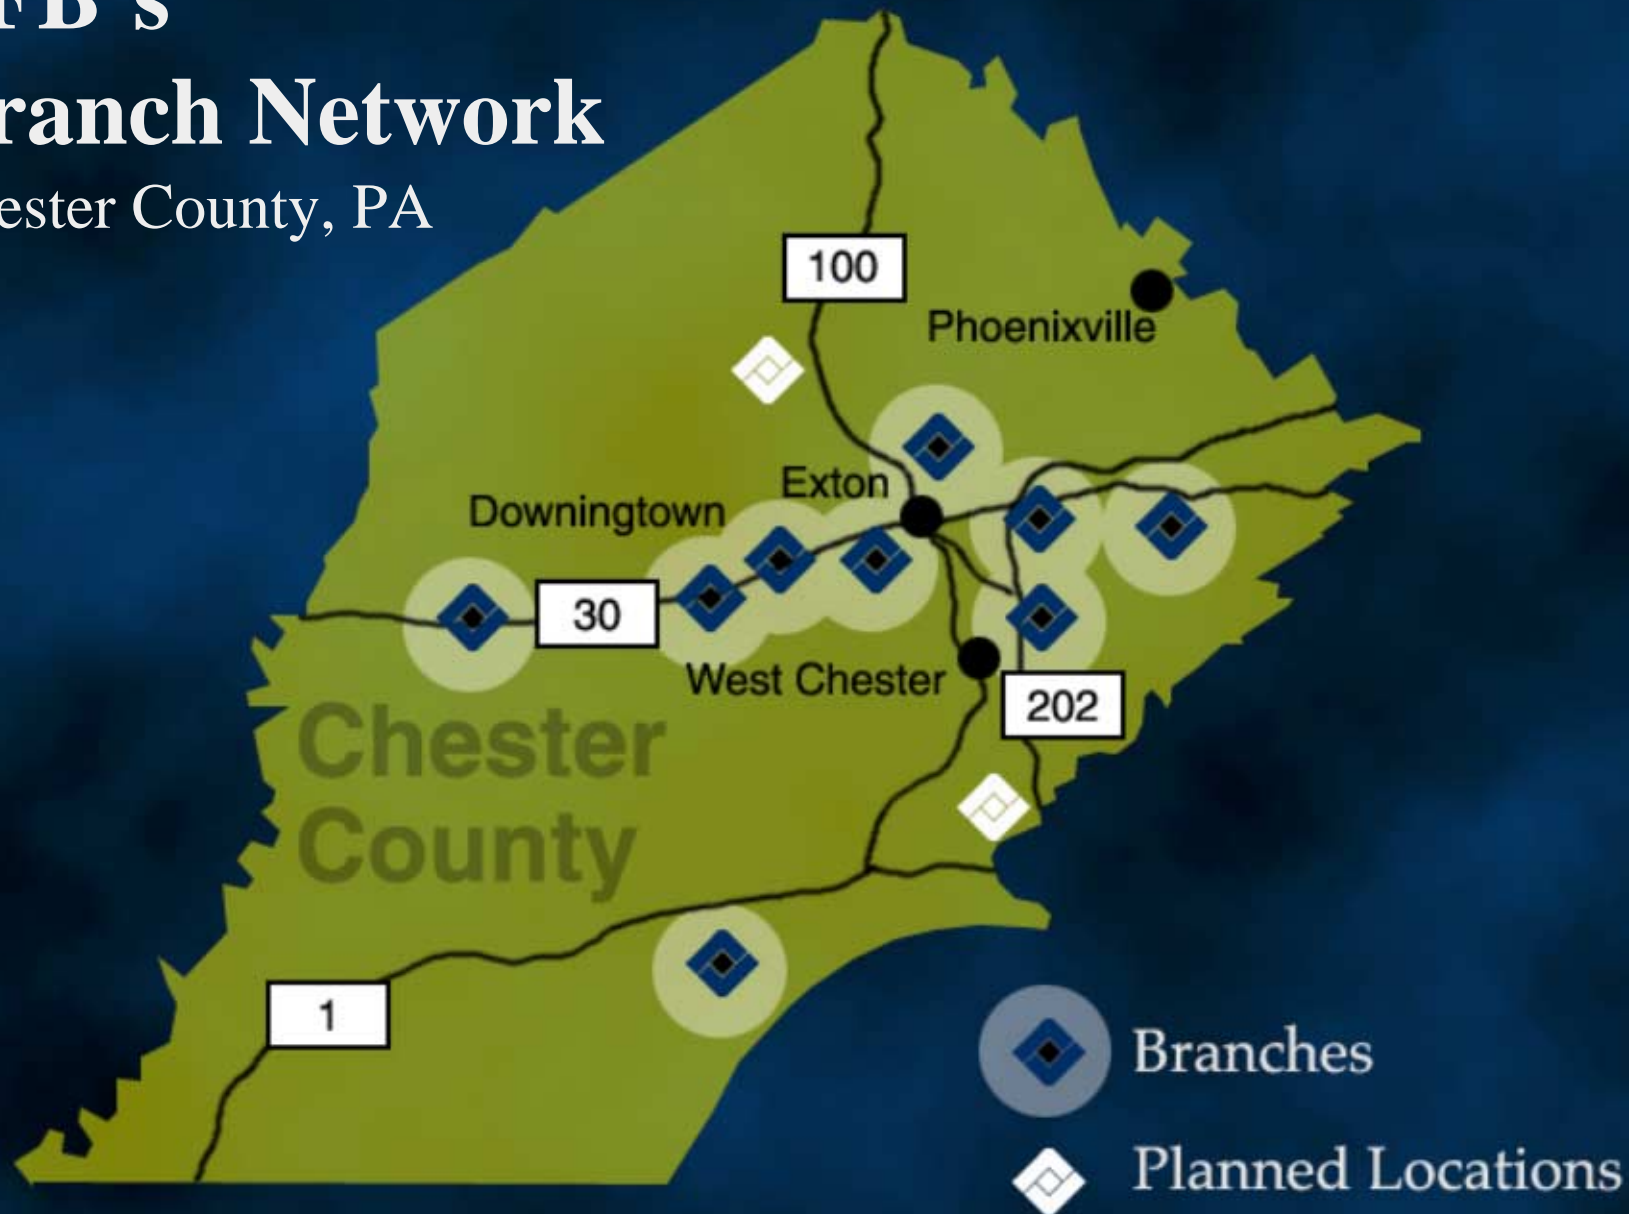 FB's
ranch Network
ester County, PA
100
Phoenixville
Exton
Downingtown
30
West Chester
202
Chester
County
1
Branches
Planned Locations